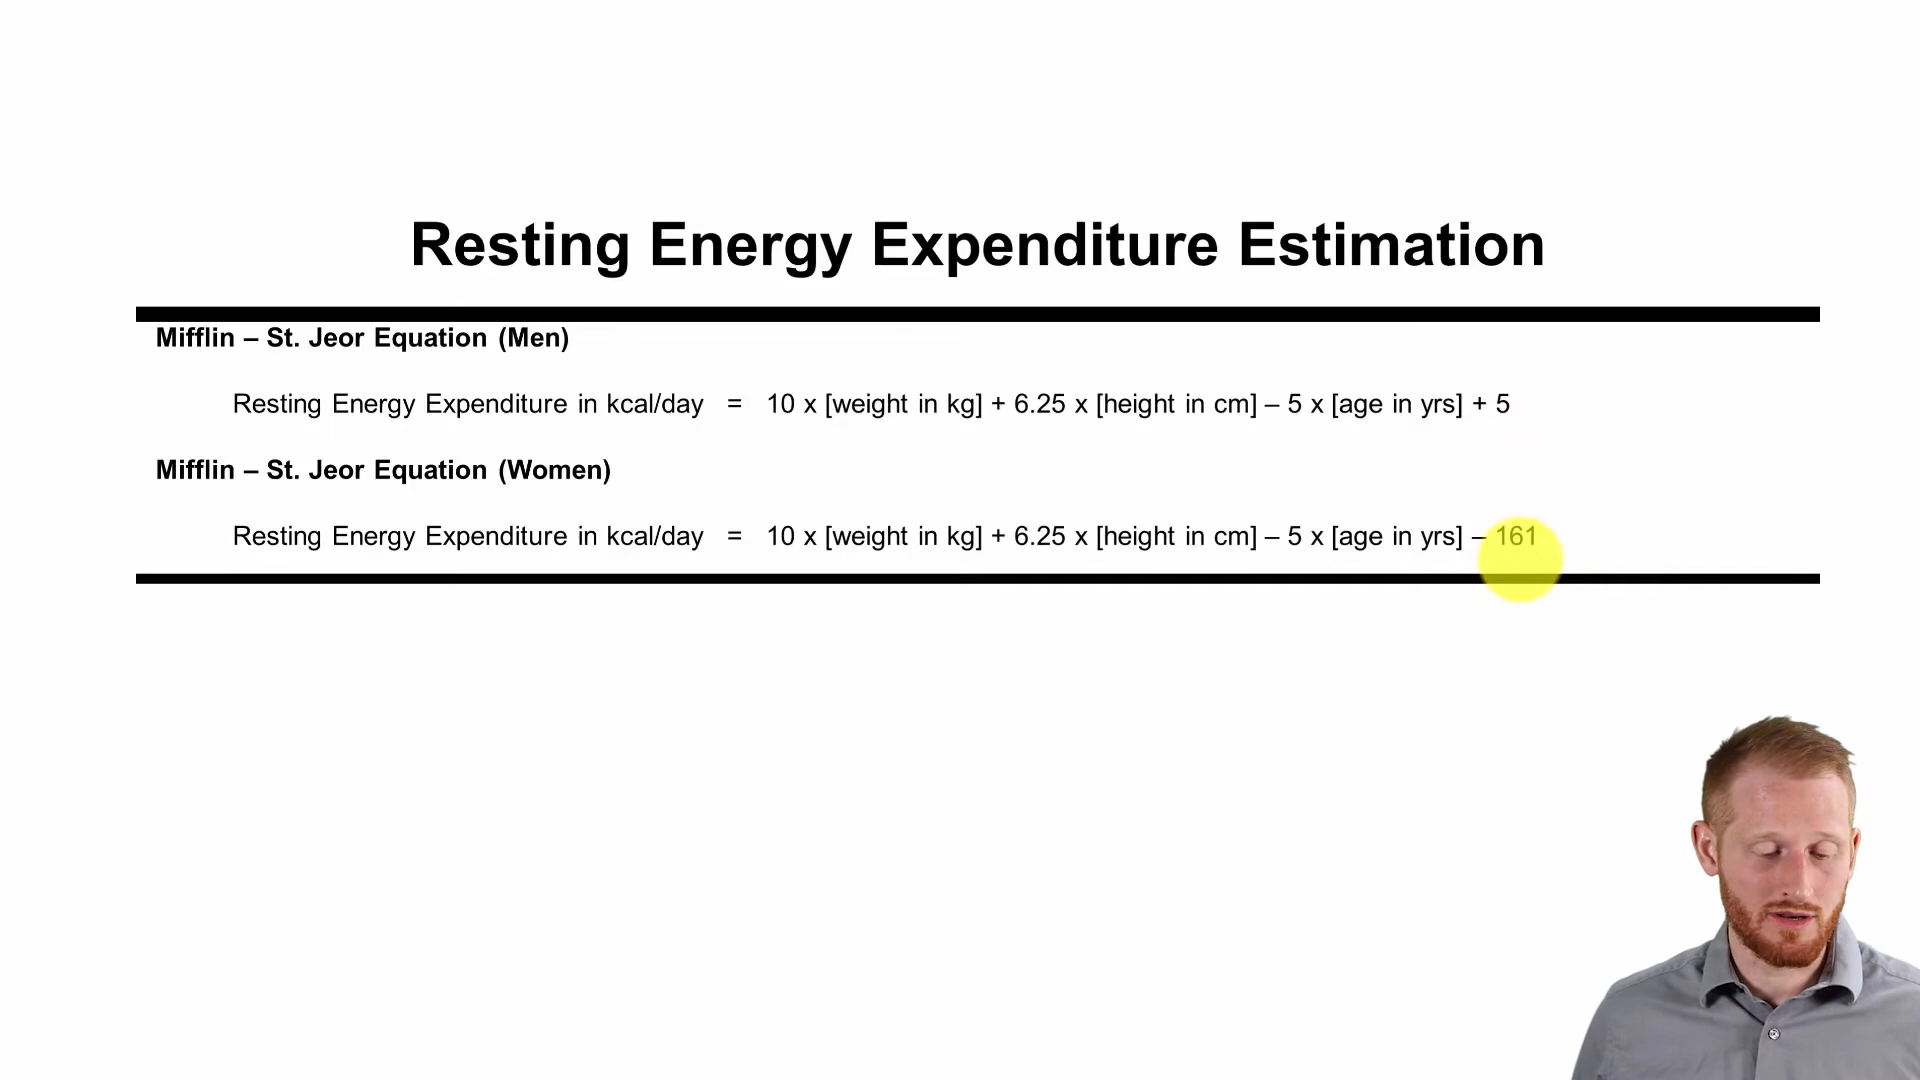 Resting Energy Expenditure Estimation
Mifflin – St. Jeor Equation (Men)
Resting Energy Expenditure in kcal/day = 10 x [weight in kg] + 6.25 x [height in cm] – 5 x [age in yrs] + 5
Mifflin – St. Jeor Equation (Women)
Resting Energy Expenditure in kcal/day = 10 x [weight in kg] + 6.25 x [height in cm] – 5 x [age in yrs] – 161